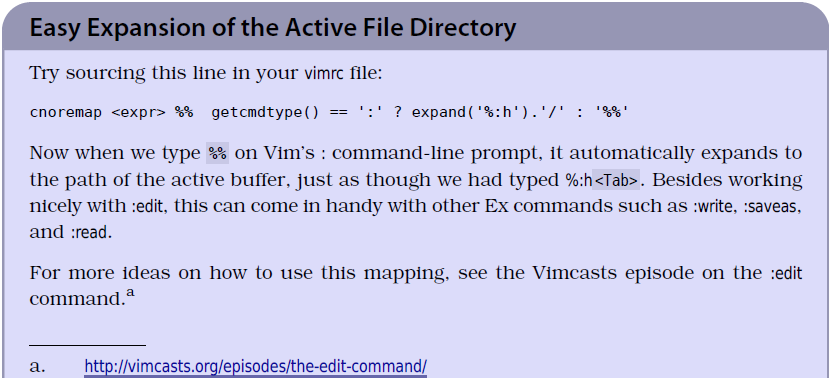 Easy Expansion of the Active File Directory
Try sourcing this line in your vimrc file:
cnoremap <expr> %%  getcmdtype() == ':' ? expand('%:h').'/' : '%%'
Now when we type %% on Vim's : command-line prompt, it automatically expands to
the path of the active buffer, just as though we had typed %:h<Tab>. Besides working
nicely with :edit, this can come in handy with other Ex commands such as :write, :saveas,
and :read.
For more ideas on how to use this mapping, see the Vimcasts episode on the :edit
command.a
a. http://vimcasts.org/episodes/the-edit-command/